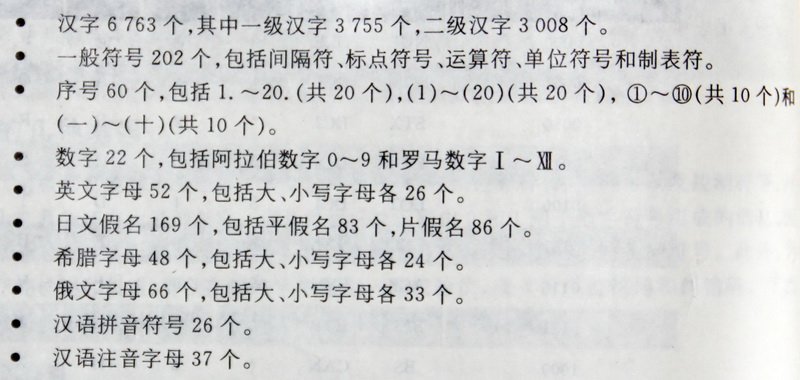 ● 汉字 6 763 个,其中一级汉字 3 755 个,二级汉字 3 008 个。
● 一般符号 202 个,包括间隔符、标点符号、运算符、单位符号和制表符。
● 序号 60 个,包括 1.～20.(共 20 个),(1)～(20)(共 20 个), ①～⑩(共 10 个)和
(一)～(十)(共 10 个)。
● 数字 22 个,包括阿拉伯数字 0～9 和罗马数字 Ⅰ～Ⅻ。
● 英文字母 52 个,包括大、小写字母各 26 个。
● 日文假名 169 个,包括平假名 83 个,片假名 86 个。
● 希腊字母 48 个,包括大、小写字母各 24 个。
● 俄文字母 66 个,包括大、小写字母各 33 个。
● 汉语拼音符号 26 个。
● 汉语注音字母 37 个。